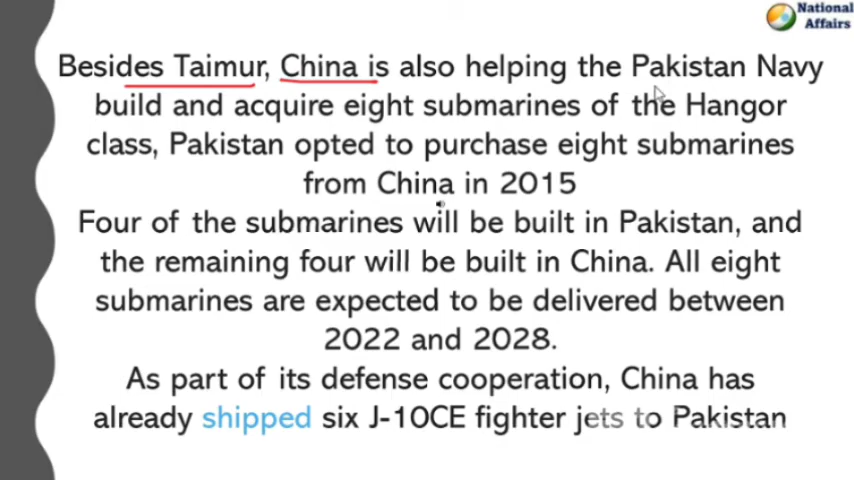 National
Affairs
Besides Taimur, China is also helping the Pakistan Navy
build and acquire eight submarines of the Hangor
class, Pakistan opted to purchase eight submarines
from China in 2015
Four of the submarines will be built in Pakistan, and
the remaining four will be built in China. All eight
submarines are expected to be delivered between
2022 and 2028.
As part of its defense cooperation, China has
already shipped six J-10CE fighter jets to Pakistan